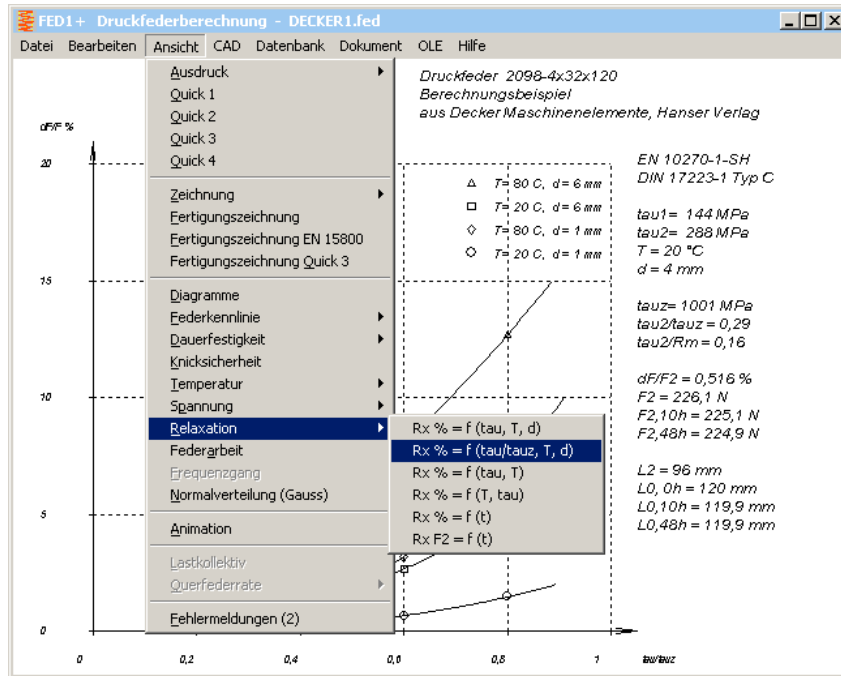 FED1+ Druckfederberechnung - DECKER1.fed
Datei Bearbeiten Ansicht CAD Datenbank Dokument OLE Hilfe
Ausdruck
Quick 1
Quick 2
Quick 3
Quick 4
Zeichnung
Fertigungszeichnung
Fertigungszeichnung EN 15800
Fertigungszeichnung Quick 3
Diagramme
Federkennlinie
Dauerfestigkeit
Knicksicherheit
Temperatur
Spannung
Relaxation
Federarbeit
Frequenzgang
Normalverteilung (Gauss)
Animation
Lastkollektiv
Querfederrate
Fehlermeldungen (2)
Rx % = f (tau, T, d)
Rx % = f (tau/tauz, T, d)
Rx % = f (tau, T)
Rx % = f (T, tau)
Rx % = f (t)
Rx F2 = f (t)
Druckfeder 2098-4x32x120
Berechnungsbeispiel
aus Decker Maschinenelemente, Hanser Verlag
dF/F %
20
15
10
5
0
T= 80 C, d= 6 mm
T= 20 C, d= 6 mm
T= 80 C, d= 1 mm
T= 20 C, d= 1 mm
EN 10270-1-SH
DIN 17223-1 Typ C
tau1= 144 MPa
tau2= 288 MPa
T = 20 °C
d = 4 mm
tauz= 1001 MPa
tau2/tauz = 0,29
tau2/Rm = 0,16
dF/F2 = 0,516 %
F2 = 226,1 N
F2,10h = 225,1 N
F2,48h = 224,9 N
L2 = 96 mm
L0, 0h = 120 mm
L0,10h = 119,9 mm
L0,48h = 119,9 mm
0 0,2 0,4 0,6 0,8 1 tau/tauz